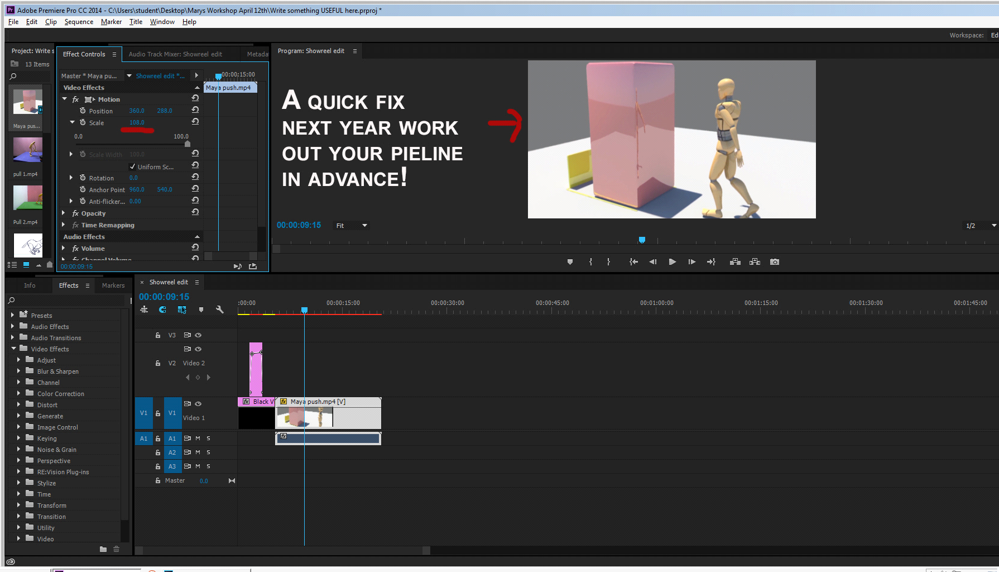 Adobe Premiere Pro CC 2014 - C:\Users\student\Desktop\Marys Workshop April 12th\Write something USEFUL here.prproj *
File Edit Clip Sequence Marker Title Window Help
Workspace: Edi
Project: Write s
13 Items
Maya pus...
pull 1.mp4
Pull 2.mp4
Effect Controls Audio Track Mixer: Showreel edit Metada
Master * Maya pu... Showreel edit *...
00:00:15:00
Video Effects
Maya push.mp4
fx Motion
Position 360.0 288.0
Scale 108.0
0.0 100.0
Scale Width 100.0
Uniform Sc...
Rotation 0.0
Anchor Point 960.0 540.0
Anti-flicker... 0.00
fx Opacity
fx Time Remapping
Audio Effects
fx Volume
fx Channel Volume
00:00:09:15
Program: Showreel edit
A QUICK FIX
NEXT YEAR WORK
OUT YOUR PIELINE
IN ADVANCE!
00:00:09:15 Fit 1/2
Info Effects Markers
Presets
Audio Effects
Audio Transitions
Video Effects
Adjust
Blur & Sharpen
Channel
Color Correction
Distort
Generate
Image Control
Keying
Noise & Grain
Perspective
RE:Vision Plug-ins
Stylize
Time
Transform
Transition
Utility
Video
× Showreel edit
00:00:09:15
:00:00 00:00:15:00 00:00:30:00 00:00:45:00 00:01:00:00 00:01:15:00 00:01:30:00 00:01:45:00
V3
V2 Video 2
V1 V1 Video 1
fx Black V
fx Maya push.mp4 [V]
A1 A1 M S
fx
A2 M S
A3 M S
Master 0.0